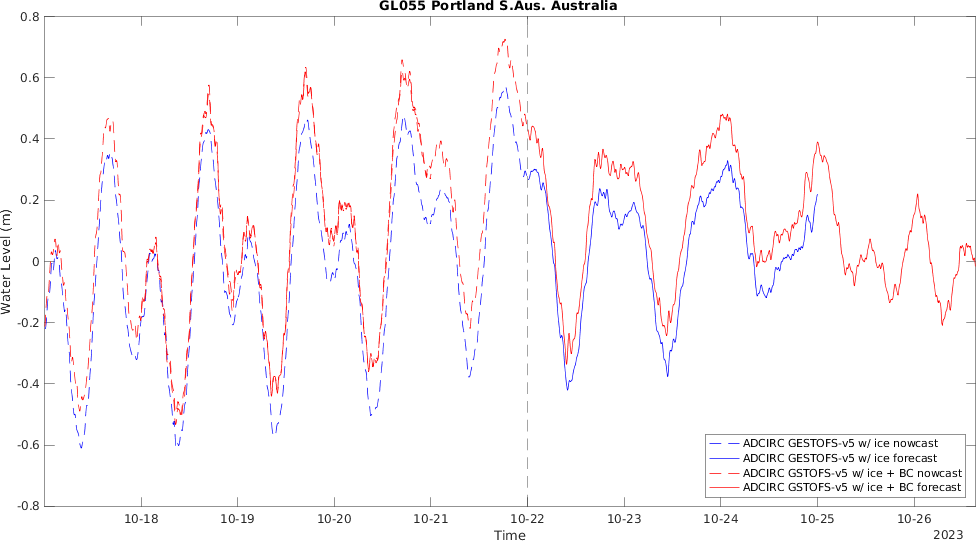 GL055 Portland S.Aus. Australia
0.8
0.6
0.4
0.2
0
-0.2
-0.4
-0.6
-0.8
Water Level (m)
ADCIRC GESTOFS-v5 w/ ice nowcast
ADCIRC GESTOFS-v5 w/ ice forecast
ADCIRC GSTOFS-v5 w/ ice + BC nowcast
ADCIRC GSTOFS-v5 w/ ice + BC forecast
10-18 10-19 10-20 10-21 10-22 10-23 10-24 10-25 10-26
Time
2023